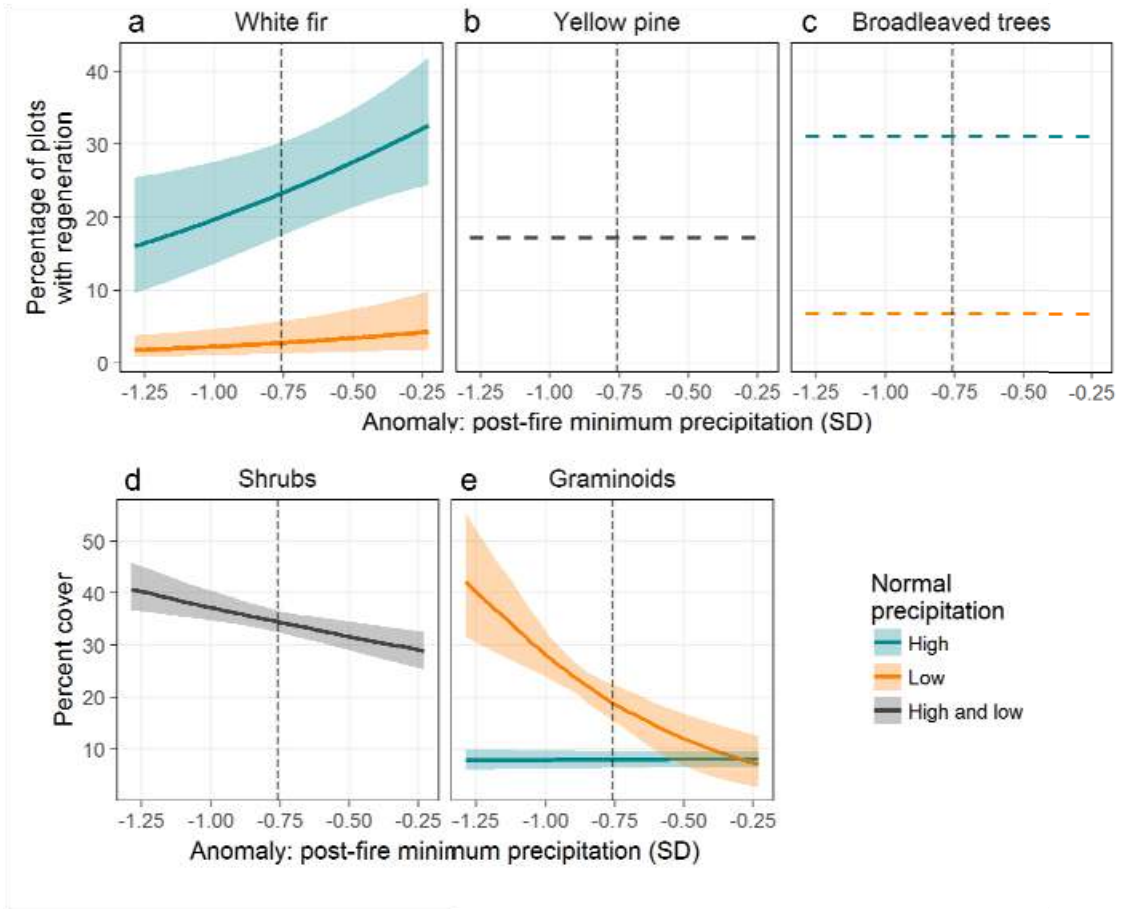 a White fir
b Yellow pine
c Broadleaved trees
Percentage of plots
with regeneration
40
30
20
10
0
-1.25 -1.00 -0.75 -0.50 -0.25
-1.25 -1.00 -0.75 -0.50 -0.25
-1.25 -1.00 -0.75 -0.50 -0.25
Anomaly: post-fire minimum precipitation (SD)
d Shrubs
e Graminoids
Percent cover
50
40
30
20
10
-1.25 -1.00 -0.75 -0.50 -0.25
-1.25 -1.00 -0.75 -0.50 -0.25
Anomaly: post-fire minimum precipitation (SD)
Normal
precipitation
High
Low
High and low